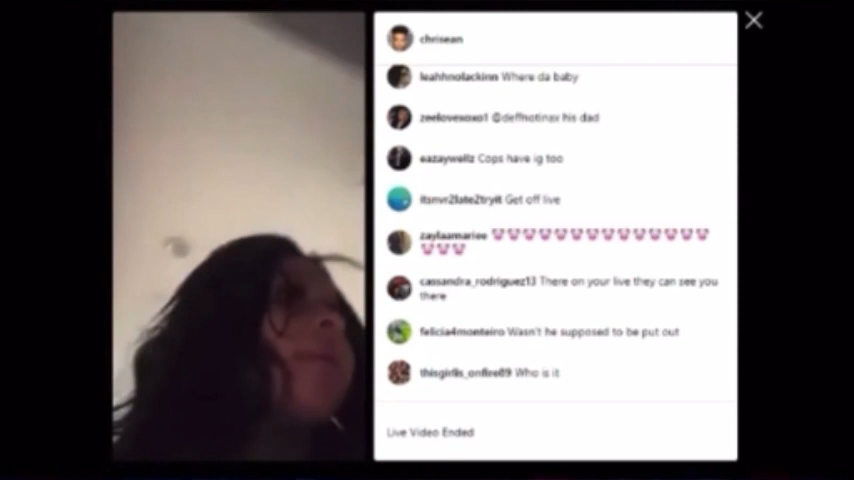 chrisean
leahhnolackinn Where da baby
zeelovexoxo1 @deffnotinax his dad
eazaywellz Cops have ig too
itsnvr2late2tryit Get off live
zaylaamariee
cassandra_rodriguez13 There on your live they can see you
there
felicia4monteiro Wasn't he supposed to be put out
thisgirlis_onfire89 Who is it
Live Video Ended